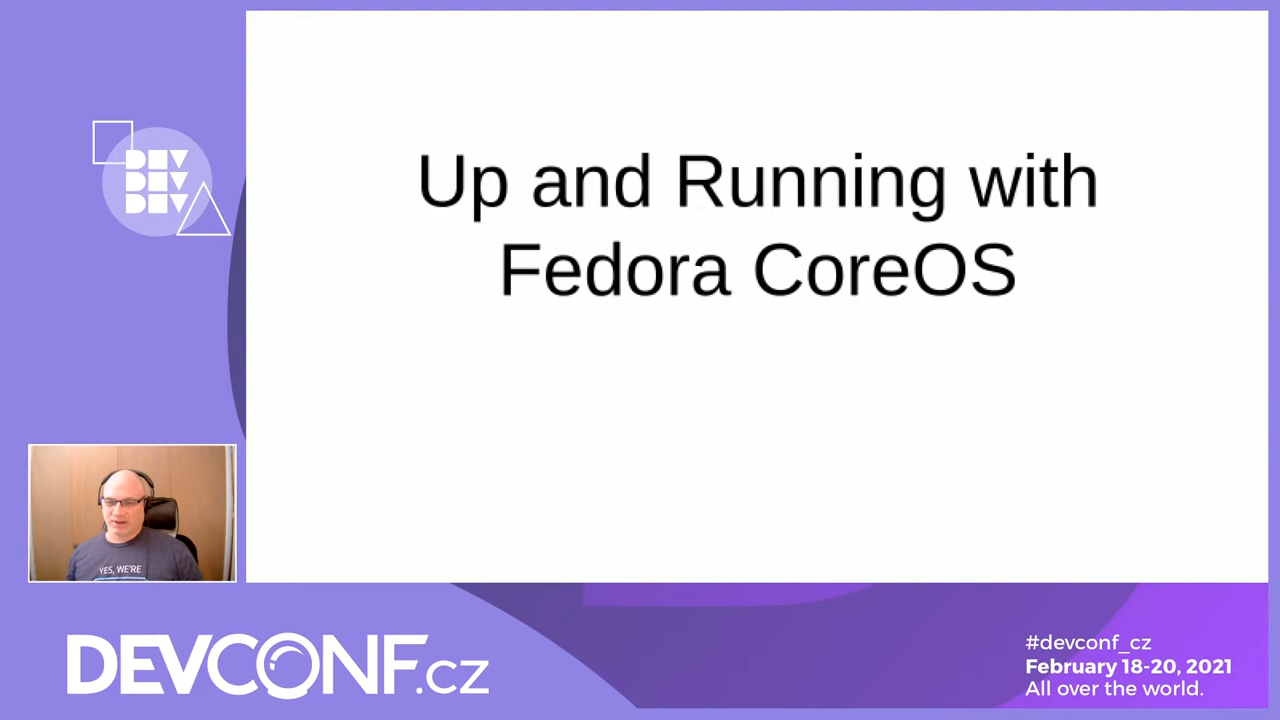 Up and Running with
Fedora CoreOS
DEV
DEV
DEV
YES, WE'RE
DEVCONF.cz
#devconf_cz
February 18-20, 2021
All over the world.